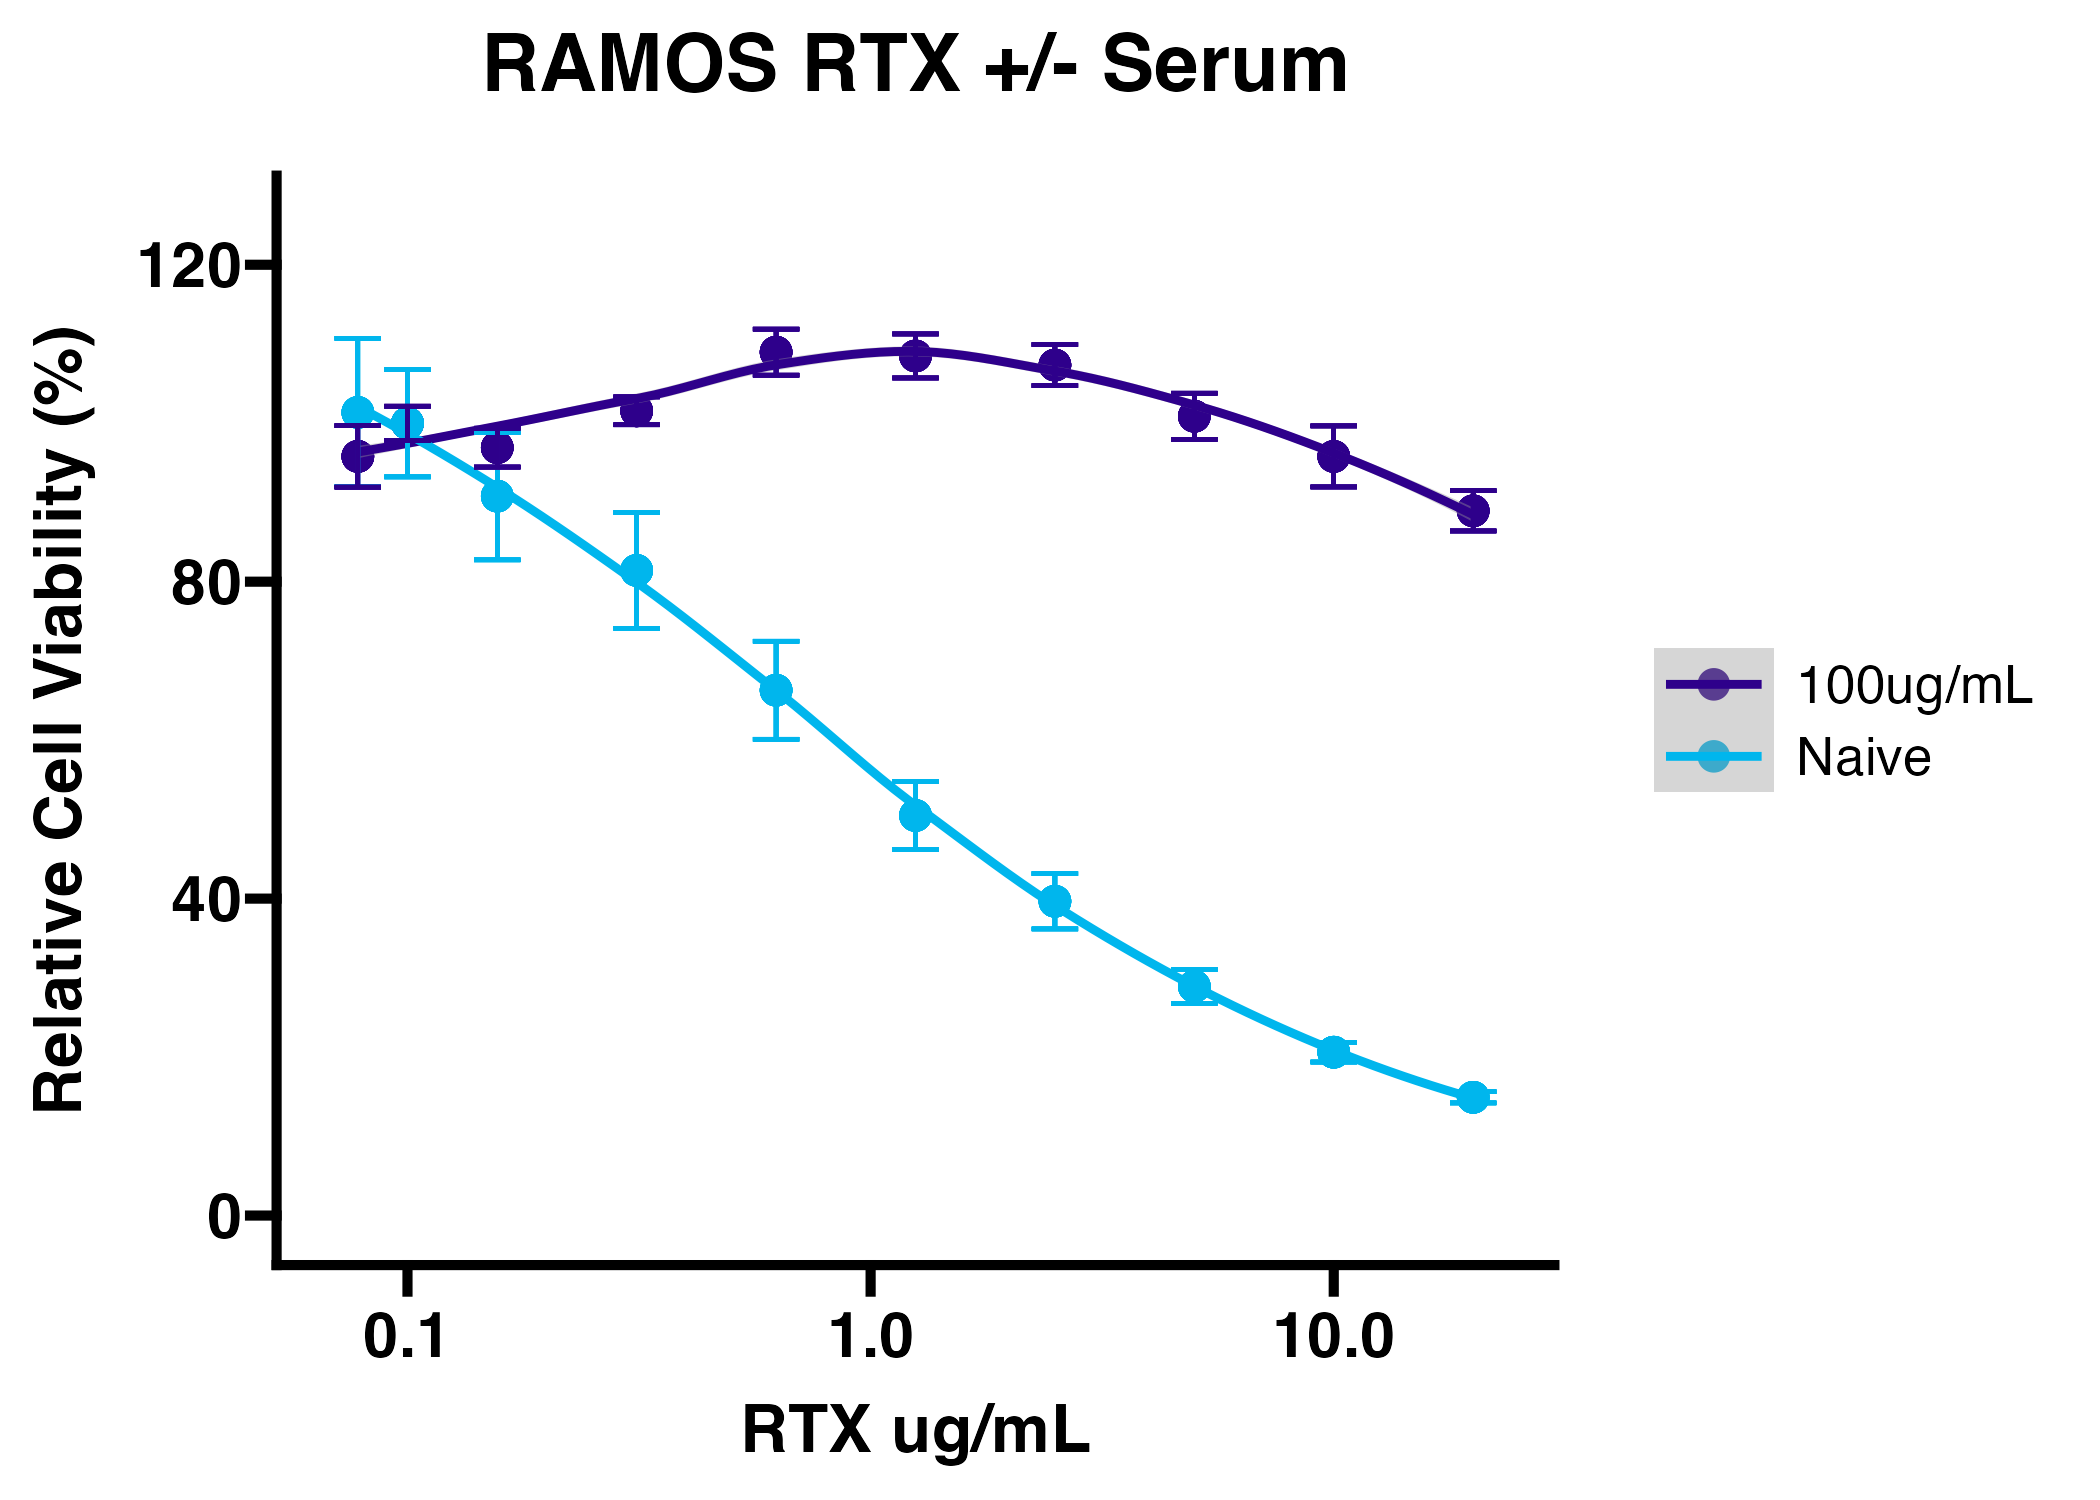 RAMOS RTX +/- Serum
Relative Cell Viability (%)
120
80
40
0
0.1 1.0 10.0
RTX ug/mL
100ug/mL
Naive